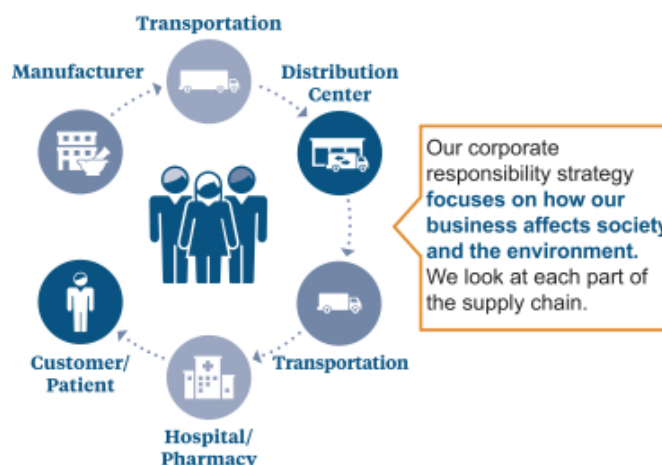 Transportation
Manufacturer
Distribution
Center
Our corporate
responsibility strategy
focuses on how our
business affects society
and the environment.
We look at each part of
the supply chain.
Customer/
Patient
Transportation
Hospital/
Pharmacy